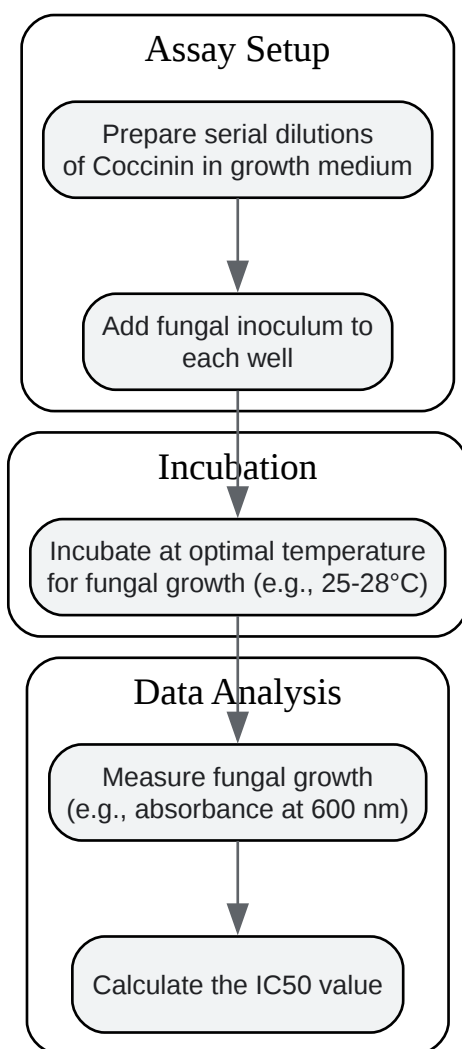 Assay Setup
Prepare serial dilutions
of Coccinin in growth medium
Add fungal inoculum to
each well
Incubation
Incubate at optimal temperature
for fungal growth (e.g., 25-28°C)
Data Analysis
Measure fungal growth
(e.g., absorbance at 600 nm)
Calculate the IC50 value